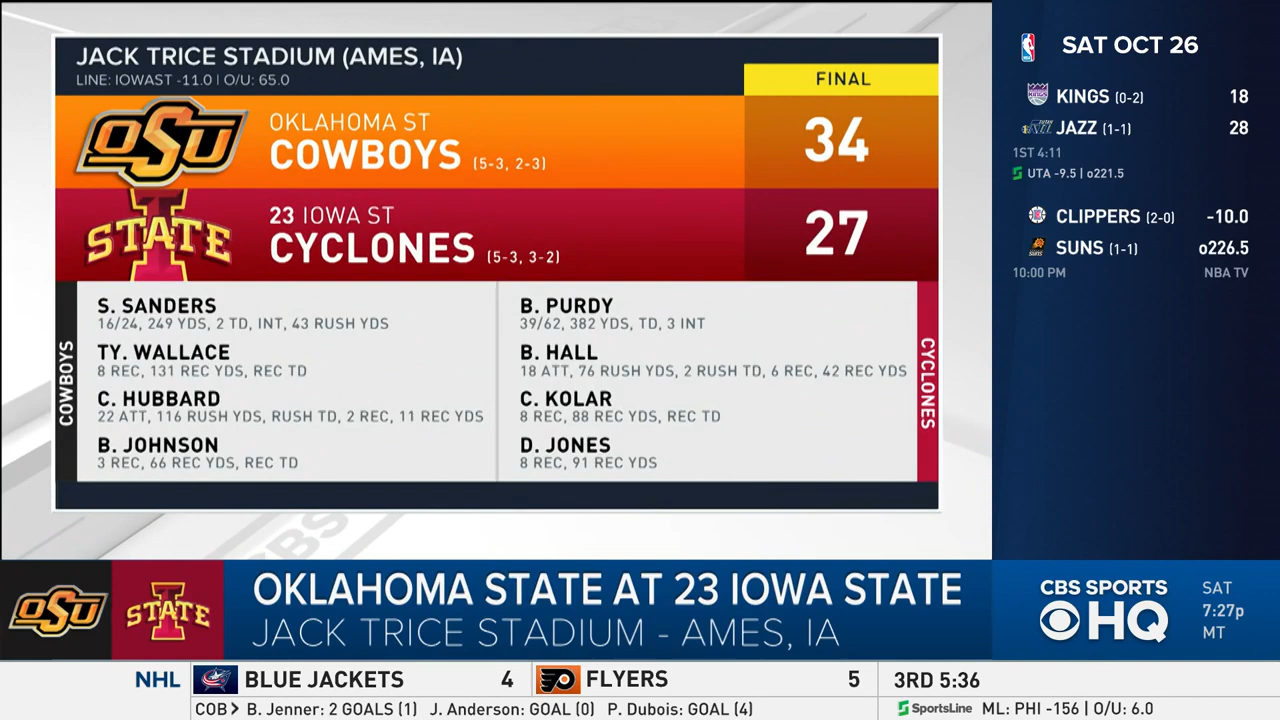 JACK TRICE STADIUM (AMES, IA)
LINE: IOWAST -11.0 | O/U: 65.0
FINAL
OSU
OKLAHOMA ST
COWBOYS (5-3, 2-3)
34
STATE
23 IOWA ST
CYCLONES (5-3, 3-2)
27
COWBOYS
S. SANDERS
16/24, 249 YDS, 2 TD, INT, 43 RUSH YDS
TY. WALLACE
8 REC, 131 REC YDS, REC TD
C. HUBBARD
22 ATT, 116 RUSH YDS, RUSH TD, 2 REC, 11 REC YDS
B. JOHNSON
3 REC, 66 REC YDS, REC TD
B. PURDY
39/62, 382 YDS, TD, 3 INT
B. HALL
18 ATT, 76 RUSH YDS, 2 RUSH TD, 6 REC, 42 REC YDS
C. KOLAR
8 REC, 88 REC YDS, REC TD
D. JONES
8 REC, 91 REC YDS
CYCLONES
CBS
SAT OCT 26
KINGS (0-2) 18
JAZZ (1-1) 28
1ST 4:11
UTA -9.5 | o221.5
CLIPPERS (2-0) -10.0
SUNS (1-1) o226.5
10:00 PM NBA TV
OSU
STATE
OKLAHOMA STATE AT 23 IOWA STATE
JACK TRICE STADIUM - AMES, IA
CBS SPORTS
HQ
SAT
7:27p
MT
NHL
BLUE JACKETS 4
FLYERS 5
3RD 5:36
COB > B. Jenner: 2 GOALS (1) J. Anderson: GOAL (0) P. Dubois: GOAL (4)
SportsLine ML: PHI -156 | O/U: 6.0